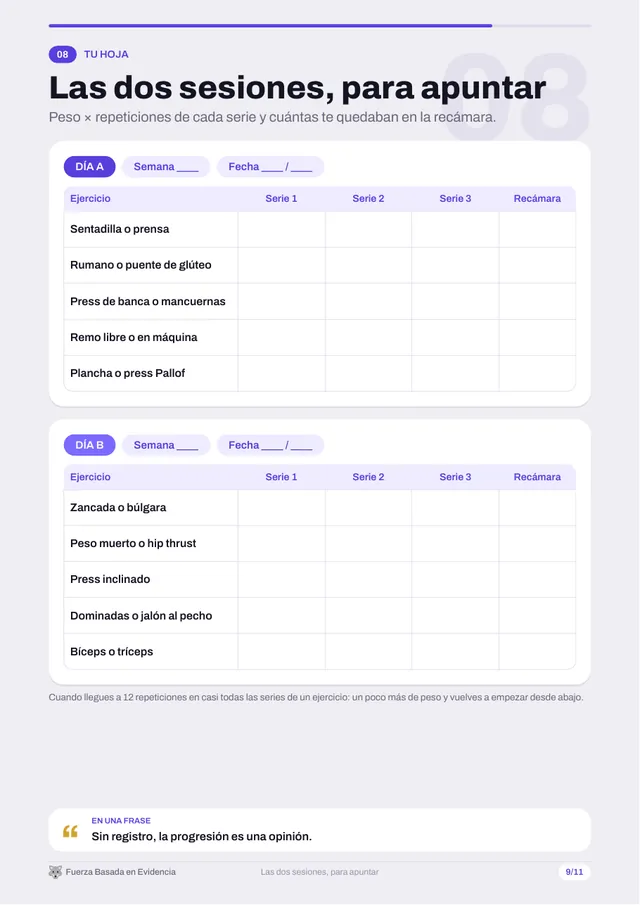 08 TU HOJA
08
Las dos sesiones, para apuntar
Peso × repeticiones de cada serie y cuántas te quedaban en la recámara.
DÍA A Semana ____ Fecha ____ / ____
Ejercicio Serie 1 Serie 2 Serie 3 Recámara
Sentadilla o prensa
Rumano o puente de glúteo
Press de banca o mancuernas
Remo libre o en máquina
Plancha o press Pallof
DÍA B Semana ____ Fecha ____ / ____
Ejercicio Serie 1 Serie 2 Serie 3 Recámara
Zancada o búlgara
Peso muerto o hip thrust
Press inclinado
Dominadas o jalón al pecho
Bíceps o tríceps
Cuando llegues a 12 repeticiones en casi todas las series de un ejercicio: un poco más de peso y vuelves a empezar desde abajo.
“ EN UNA FRASE
Sin registro, la progresión es una opinión.
Fuerza Basada en Evidencia Las dos sesiones, para apuntar 9/11